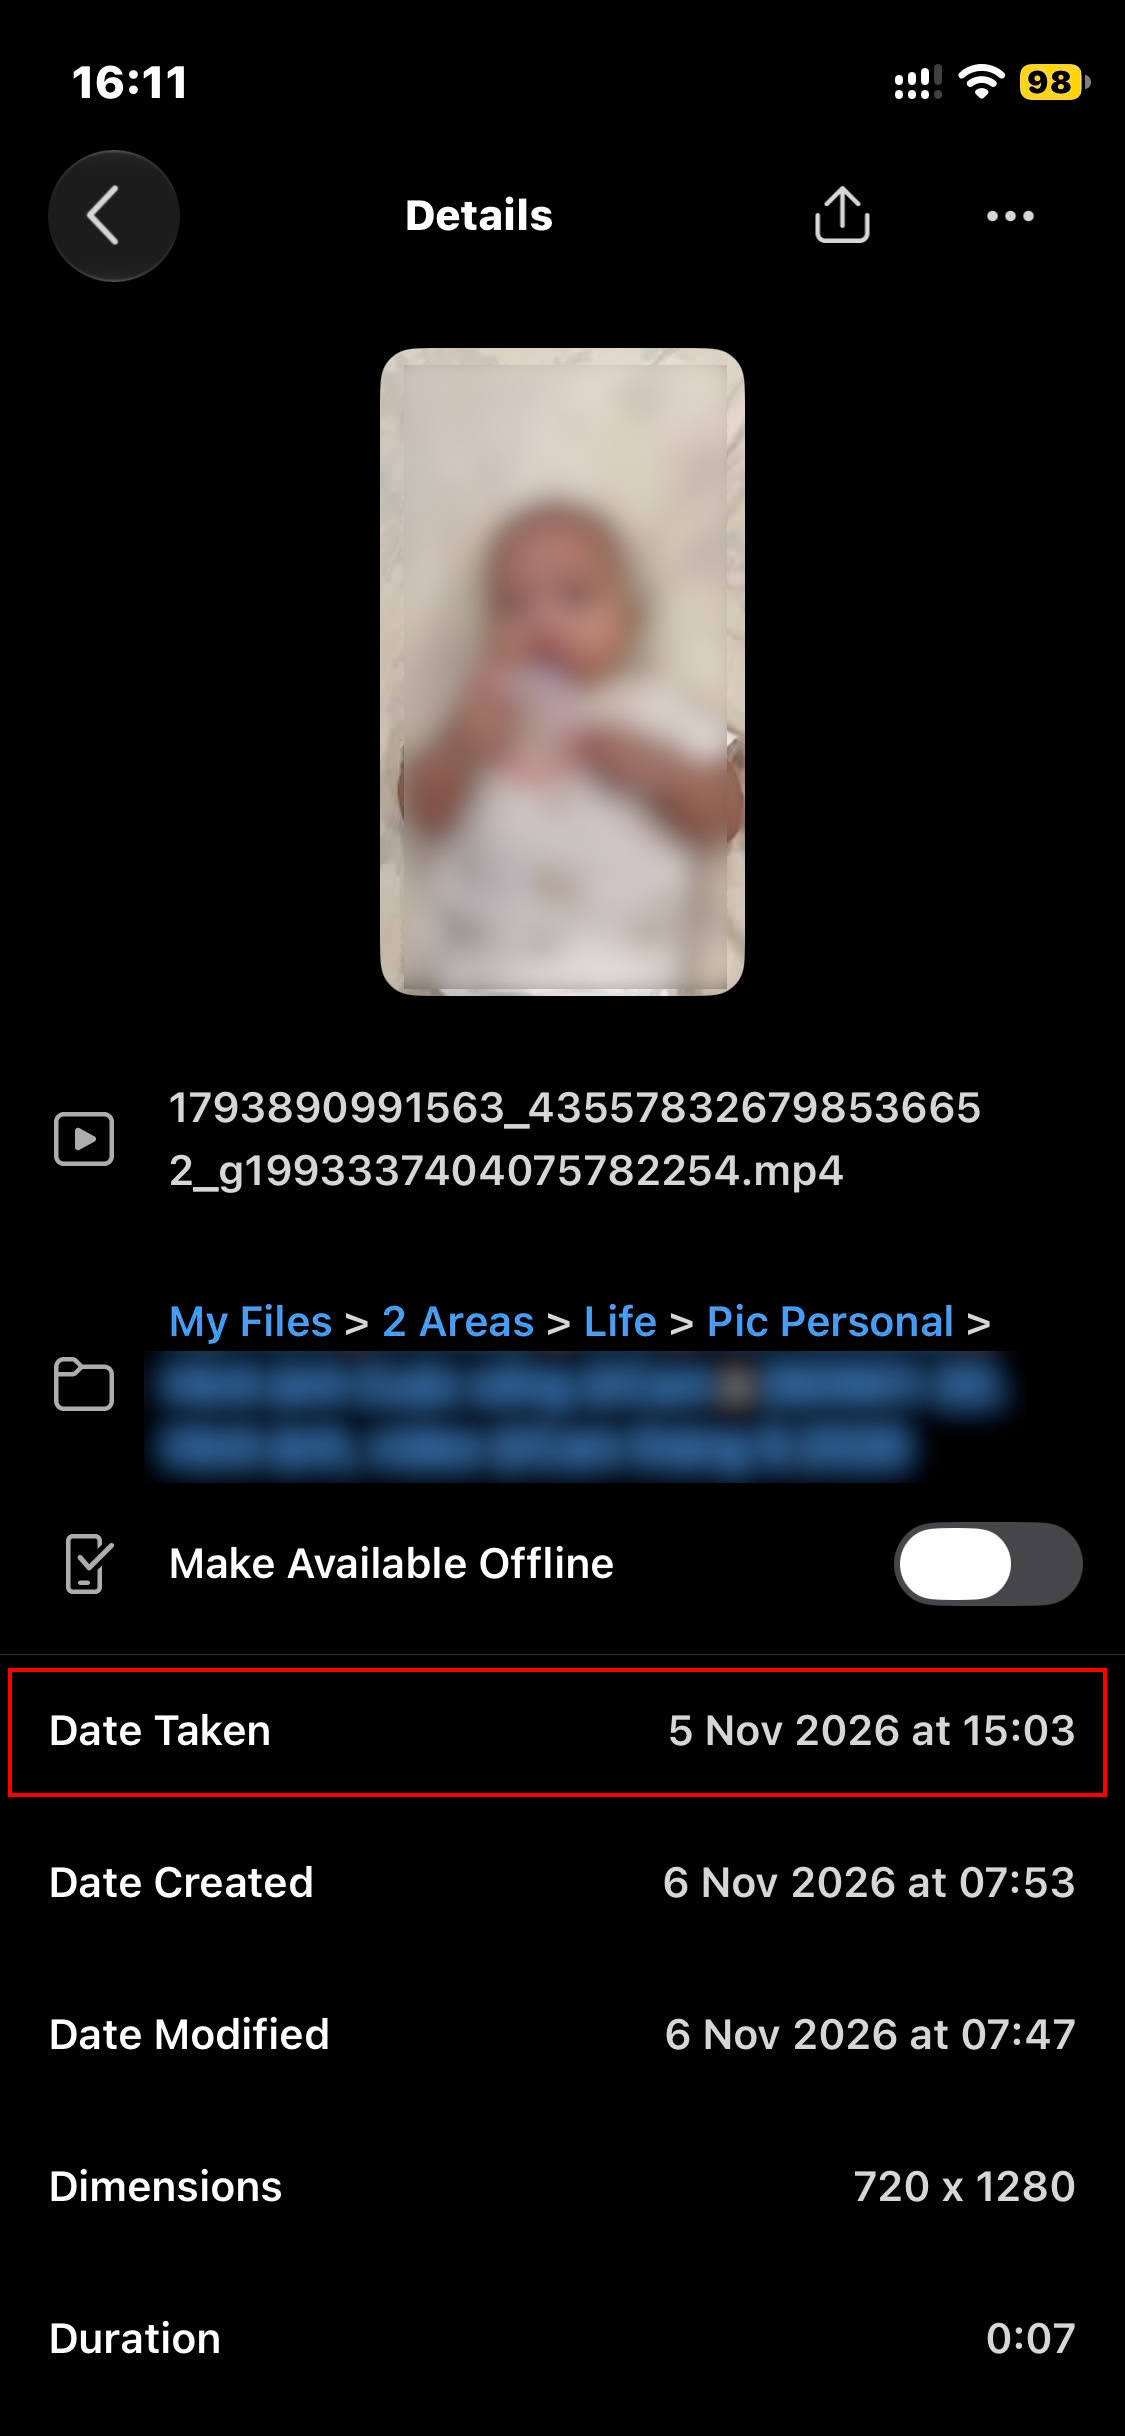 16:11
98
Details
1793890991563_43557832679853665
2_g1993337404075782254.mp4
My Files > 2 Areas > Life > Pic Personal >
Make Available Offline
Date Taken 5 Nov 2026 at 15:03
Date Created 6 Nov 2026 at 07:53
Date Modified 6 Nov 2026 at 07:47
Dimensions 720 x 1280
Duration 0:07